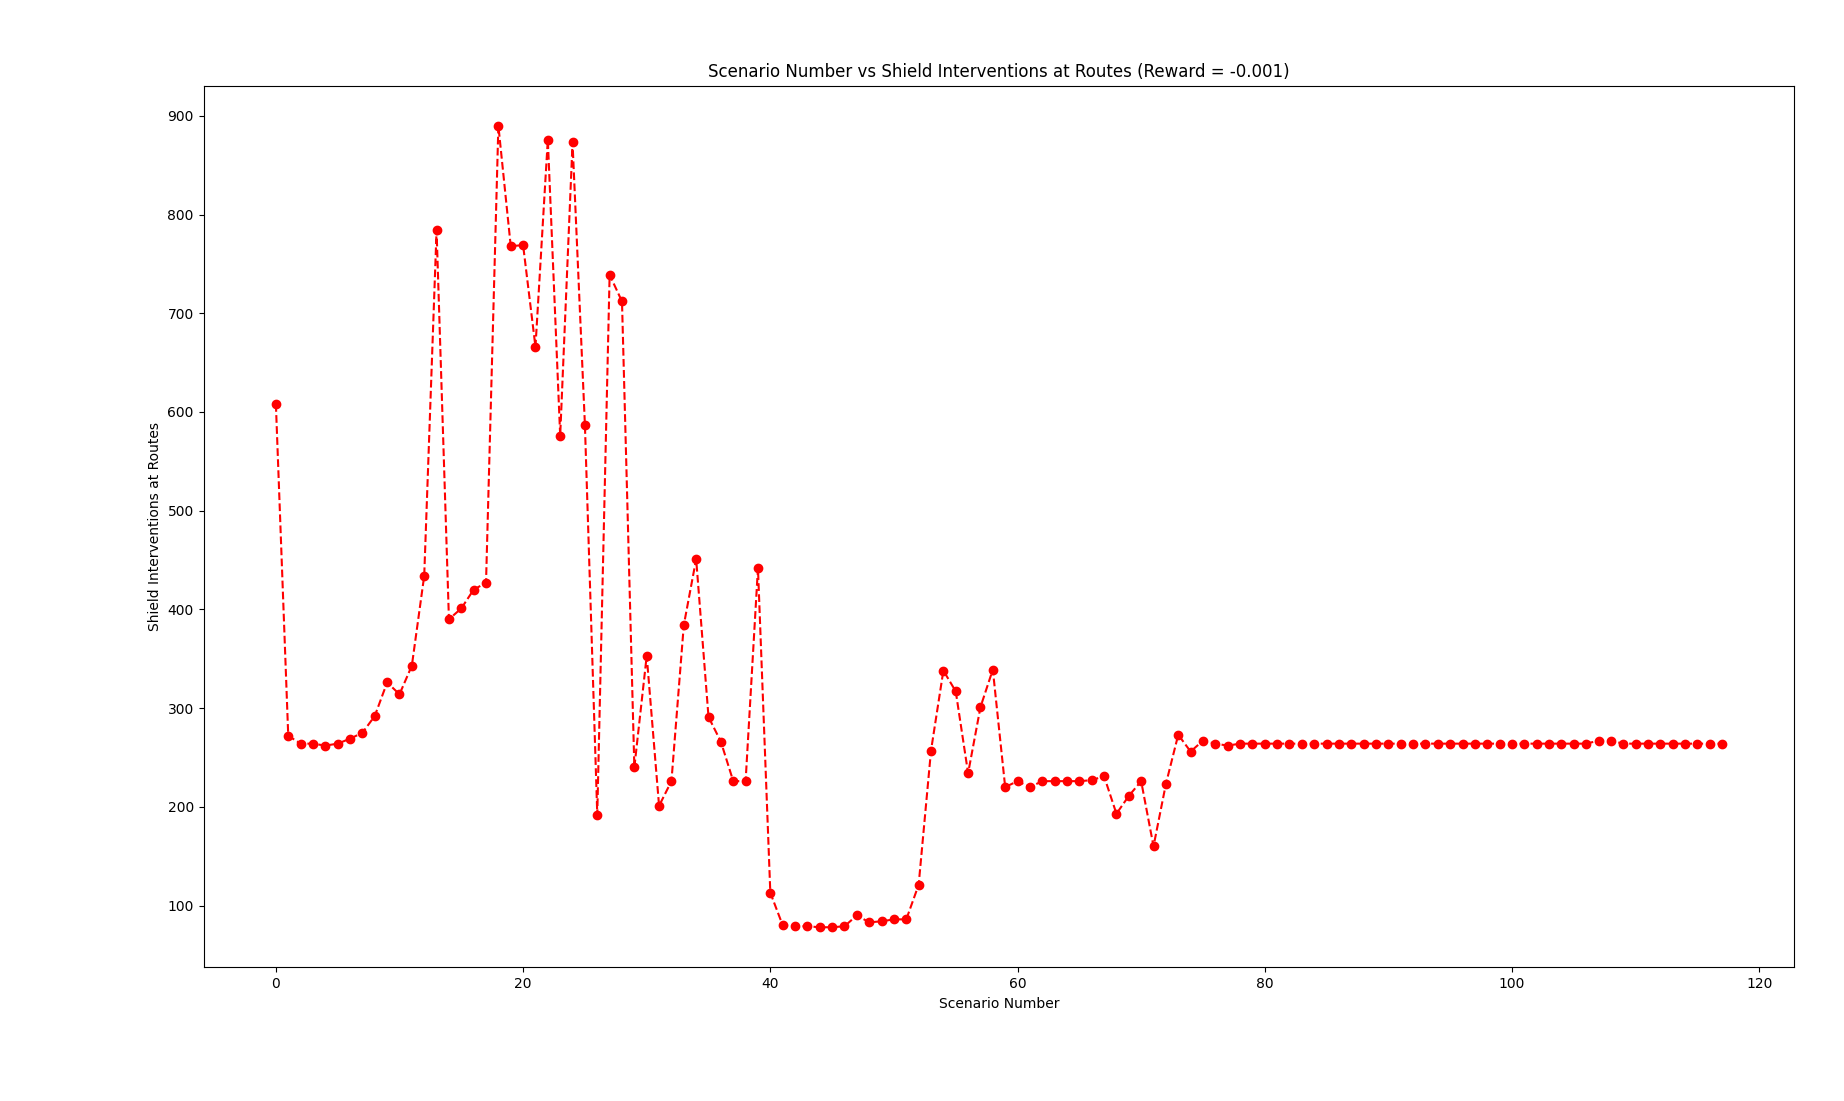 Scenario Number vs Shield Interventions at Routes (Reward = -0.001)
Shield Interventions at Routes
900
800
700
600
500
400
300
200
100
0 20 40 60 80 100 120
Scenario Number